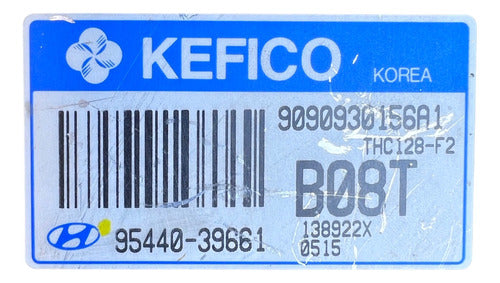 KEFICO
KOREA
9090930156A1
THC128-F2
B08T
95440-39661
138922X
0515